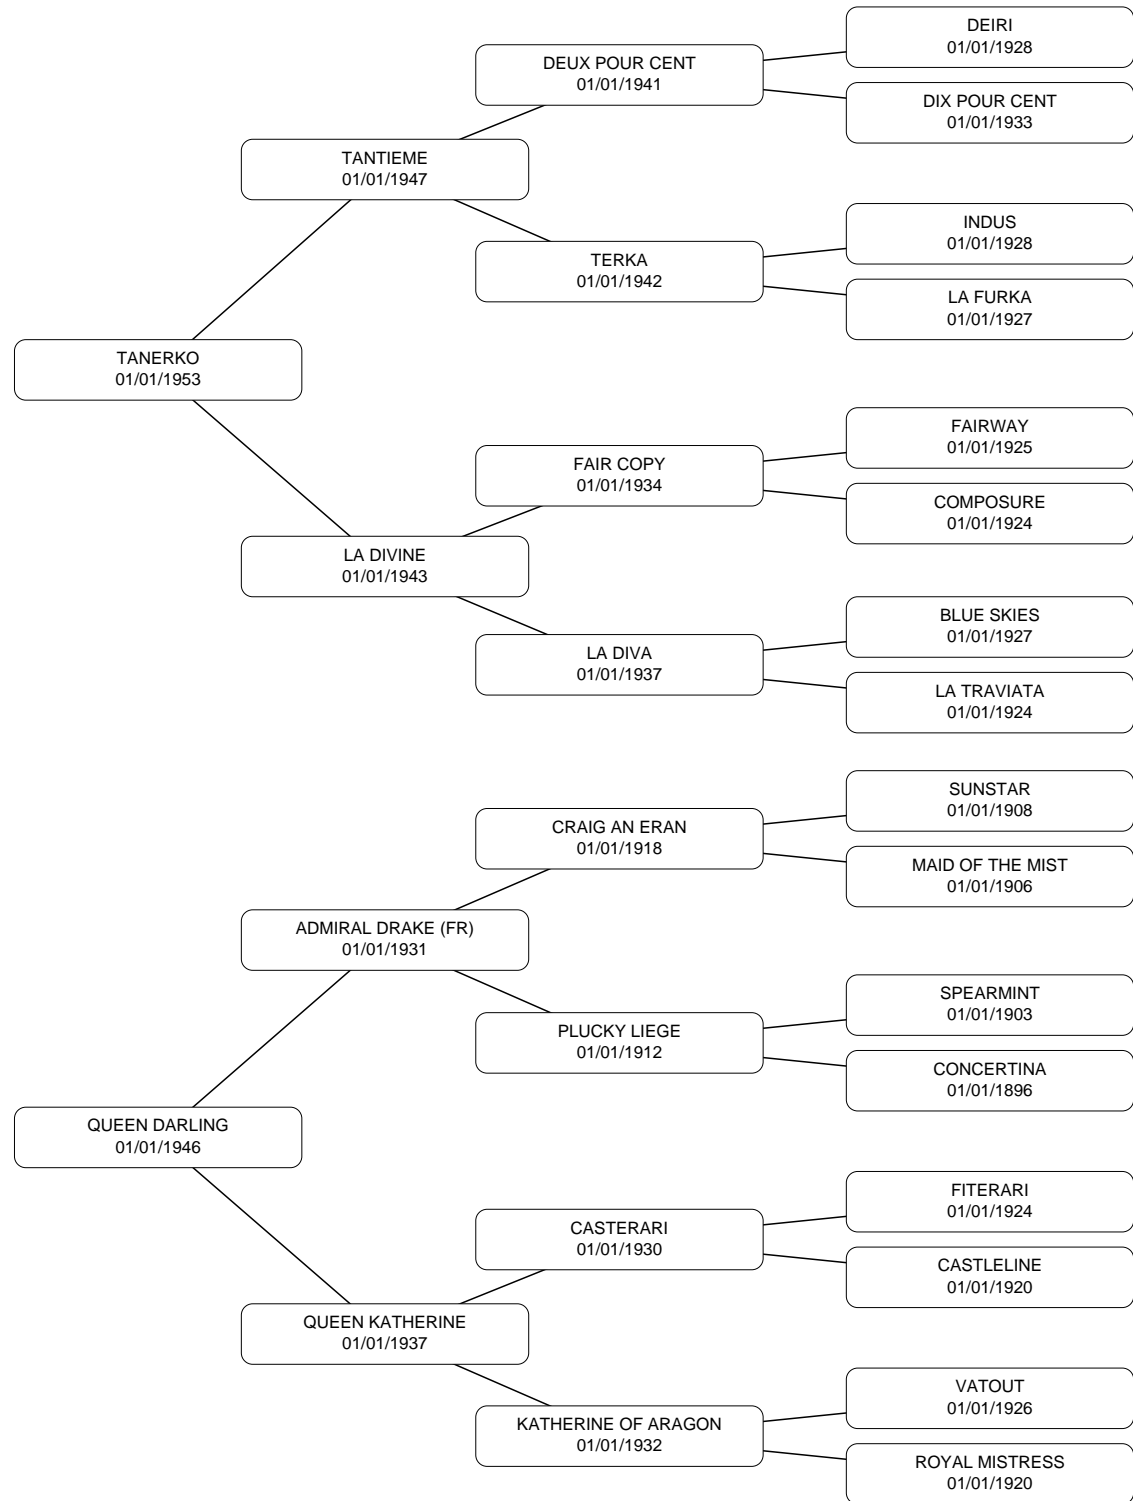 DEIRI
01/01/1928
DEUX POUR CENT
01/01/1941
DIX POUR CENT
01/01/1933
TANTIEME
01/01/1947
INDUS
01/01/1928
TERKA
01/01/1942
LA FURKA
01/01/1927
TANERKO
01/01/1953
FAIRWAY
01/01/1925
FAIR COPY
01/01/1934
COMPOSURE
01/01/1924
LA DIVINE
01/01/1943
BLUE SKIES
01/01/1927
LA DIVA
01/01/1937
LA TRAVIATA
01/01/1924
SUNSTAR
01/01/1908
CRAIG AN ERAN
01/01/1918
MAID OF THE MIST
01/01/1906
ADMIRAL DRAKE (FR)
01/01/1931
SPEARMINT
01/01/1903
PLUCKY LIEGE
01/01/1912
CONCERTINA
01/01/1896
QUEEN DARLING
01/01/1946
FITERARI
01/01/1924
CASTERARI
01/01/1930
CASTLELINE
01/01/1920
QUEEN KATHERINE
01/01/1937
VATOUT
01/01/1926
KATHERINE OF ARAGON
01/01/1932
ROYAL MISTRESS
01/01/1920